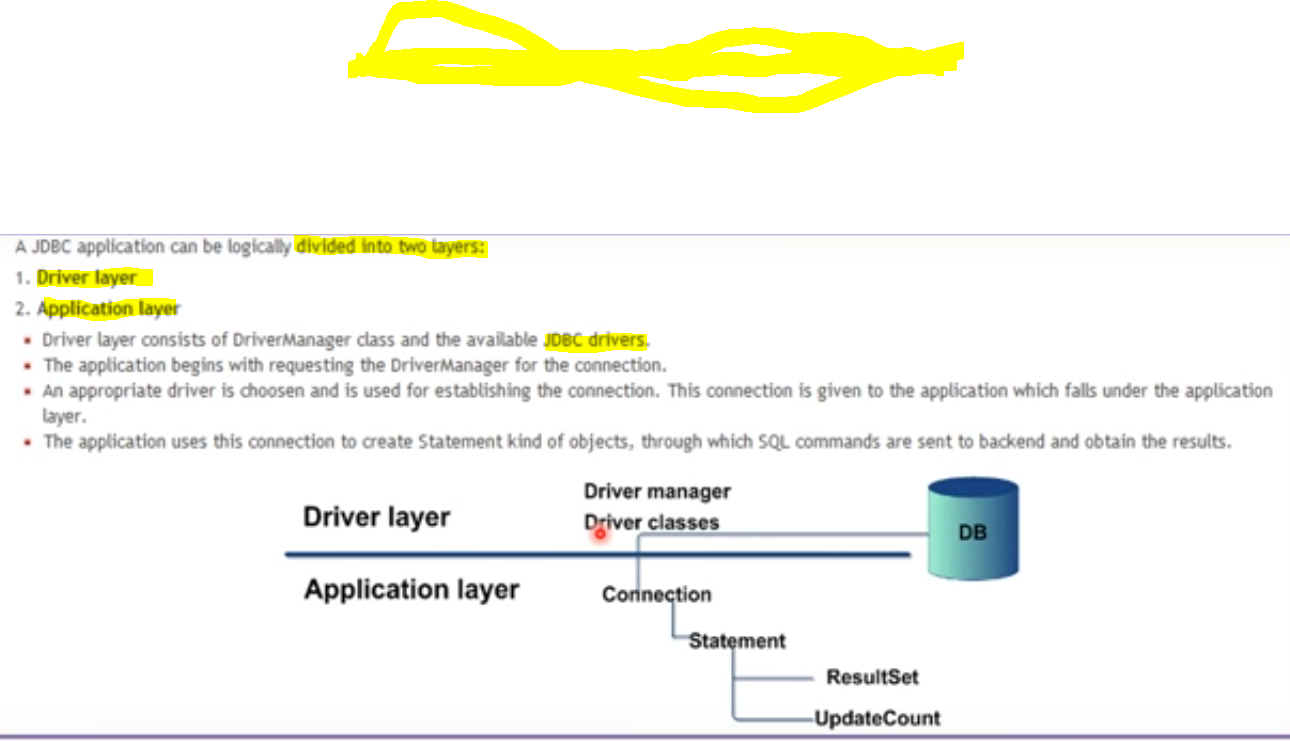 A JDBC application can be logically divided into two layers:
1. Driver layer
2. Application layer
▪ Driver layer consists of DriverManager class and the available JDBC drivers.
▪ The application begins with requesting the DriverManager for the connection.
▪ An appropriate driver is choosen and is used for establishing the connection. This connection is given to the application which falls under the application
layer.
▪ The application uses this connection to create Statement kind of objects, through which SQL commands are sent to backend and obtain the results.
Driver manager
Driver layer
Driver classes
DB
Application layer
Connection
Statement
ResultSet
UpdateCount